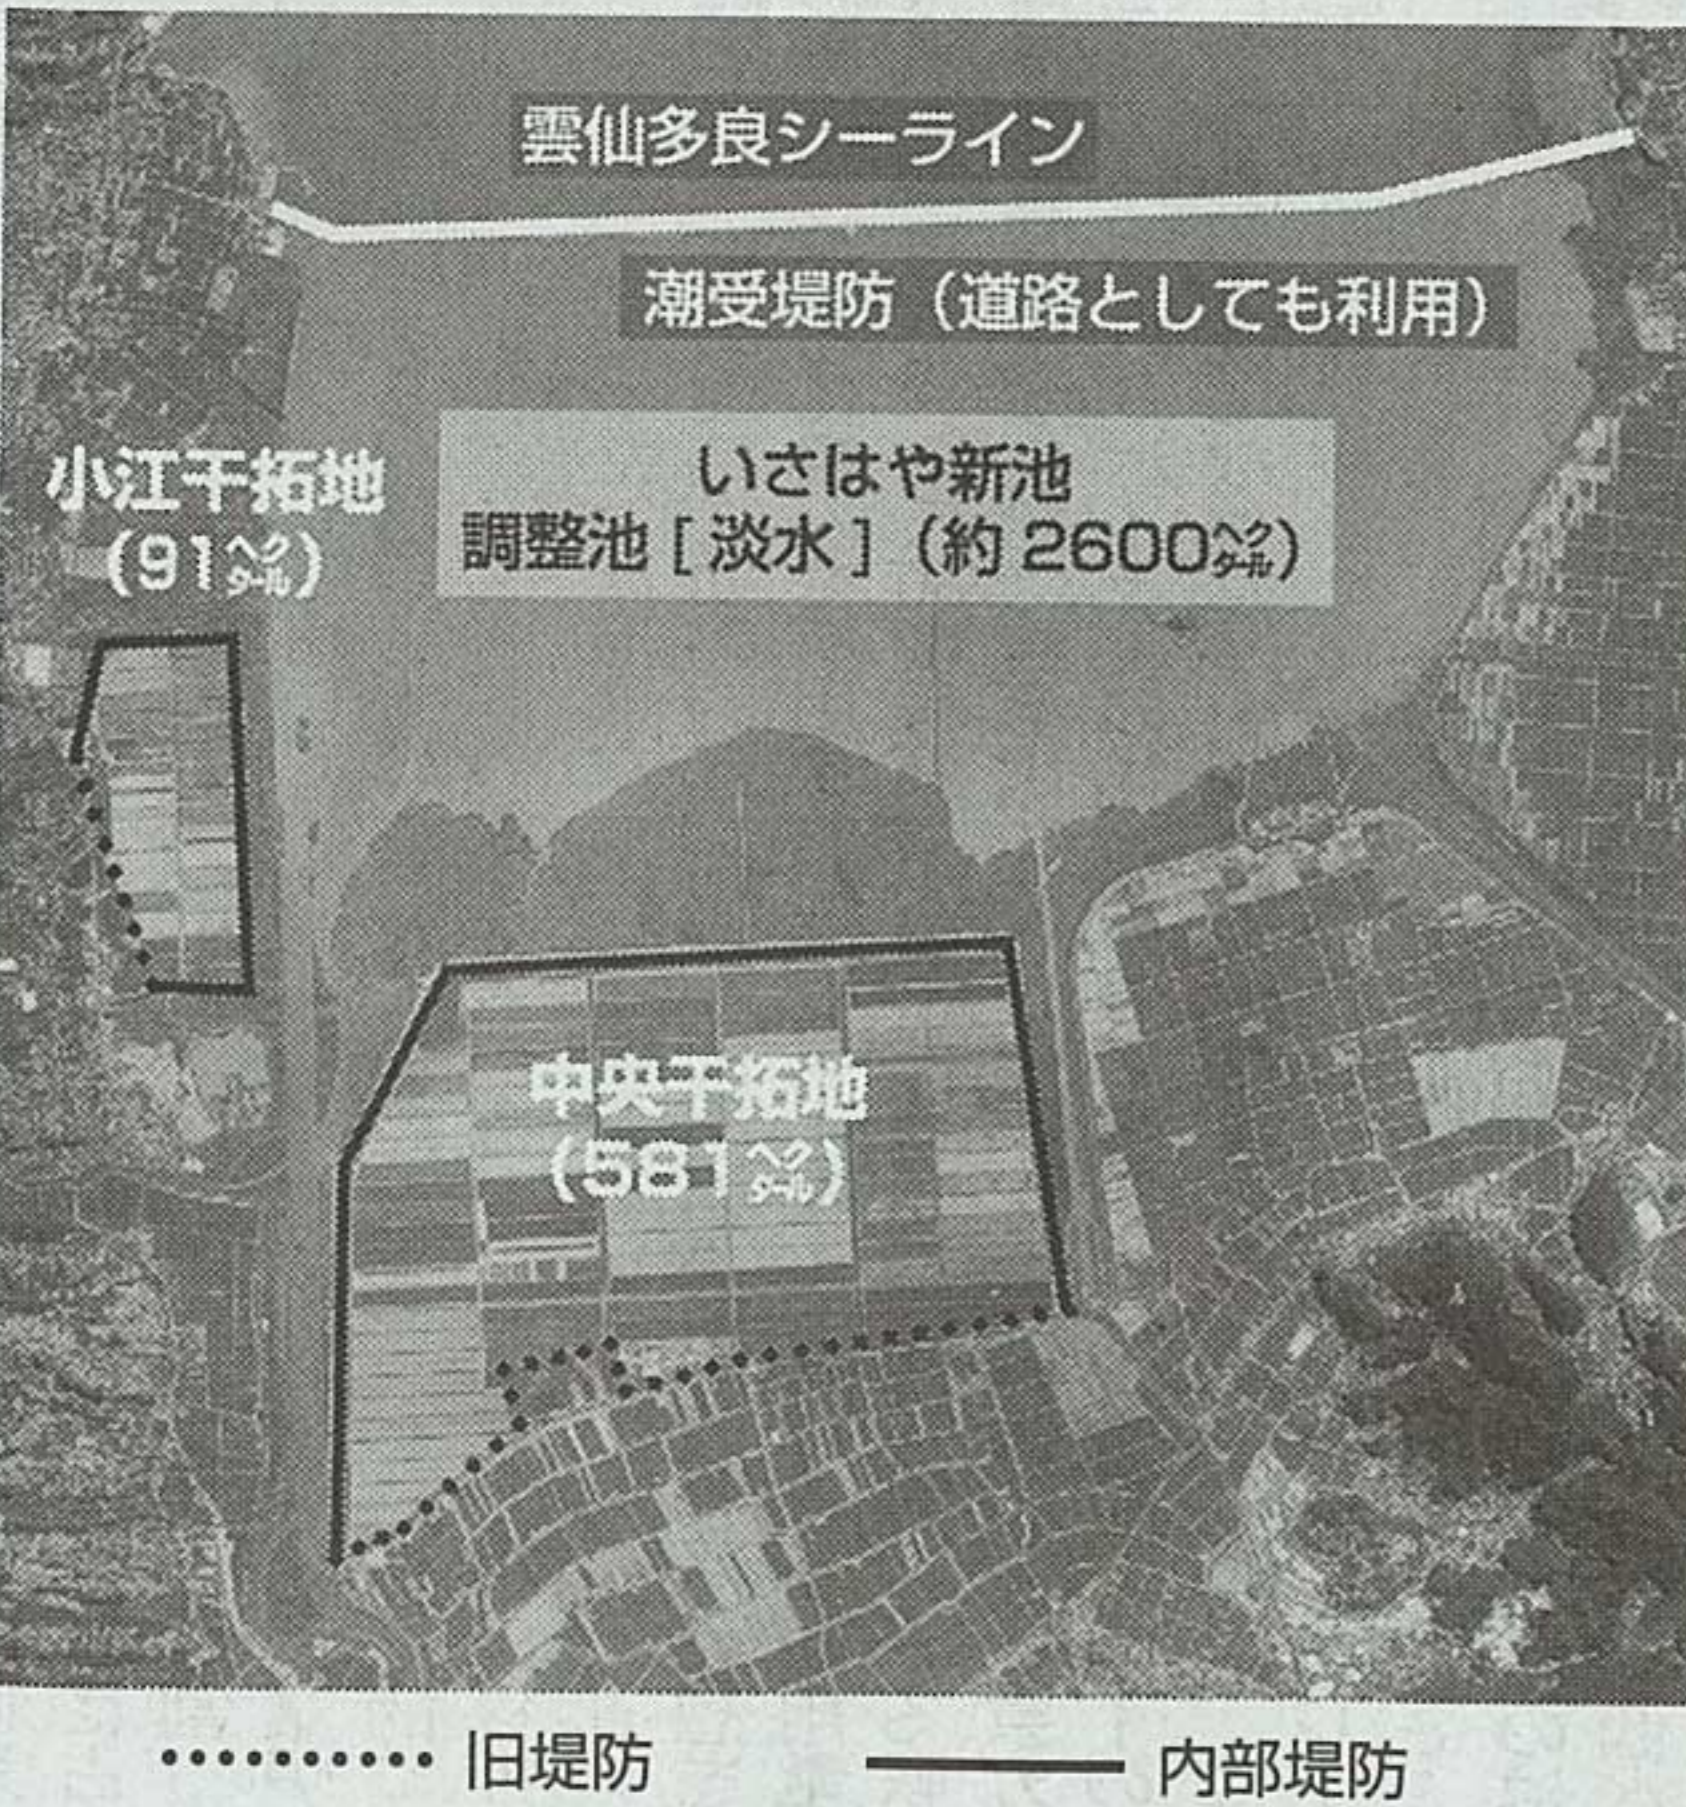 雲仙多良シーライン
潮受堤防（道路としても利用）
いさはや新池
調整池［淡水］（約2600ヘクタール）
小江干拓地
（91ヘクタール）
中央干拓地
（581ヘクタール）
旧堤防
内部堤防